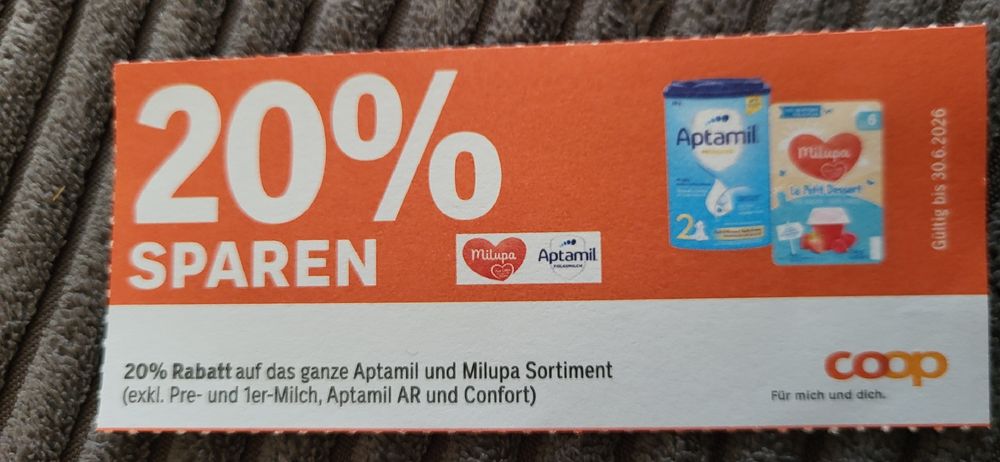 20%
SPAREN
milupa
Aptamil
Aptamil
2
milupa
6
Le Petit Dessert
Gültig bis 30.6.2026
20% Rabatt auf das ganze Aptamil und Milupa Sortiment
(exkl. Pre- und 1er-Milch, Aptamil AR und Confort)
coop
Für mich und dich.